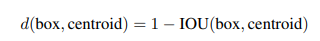 d(box, centroid) = 1 − IOU(box, centroid)